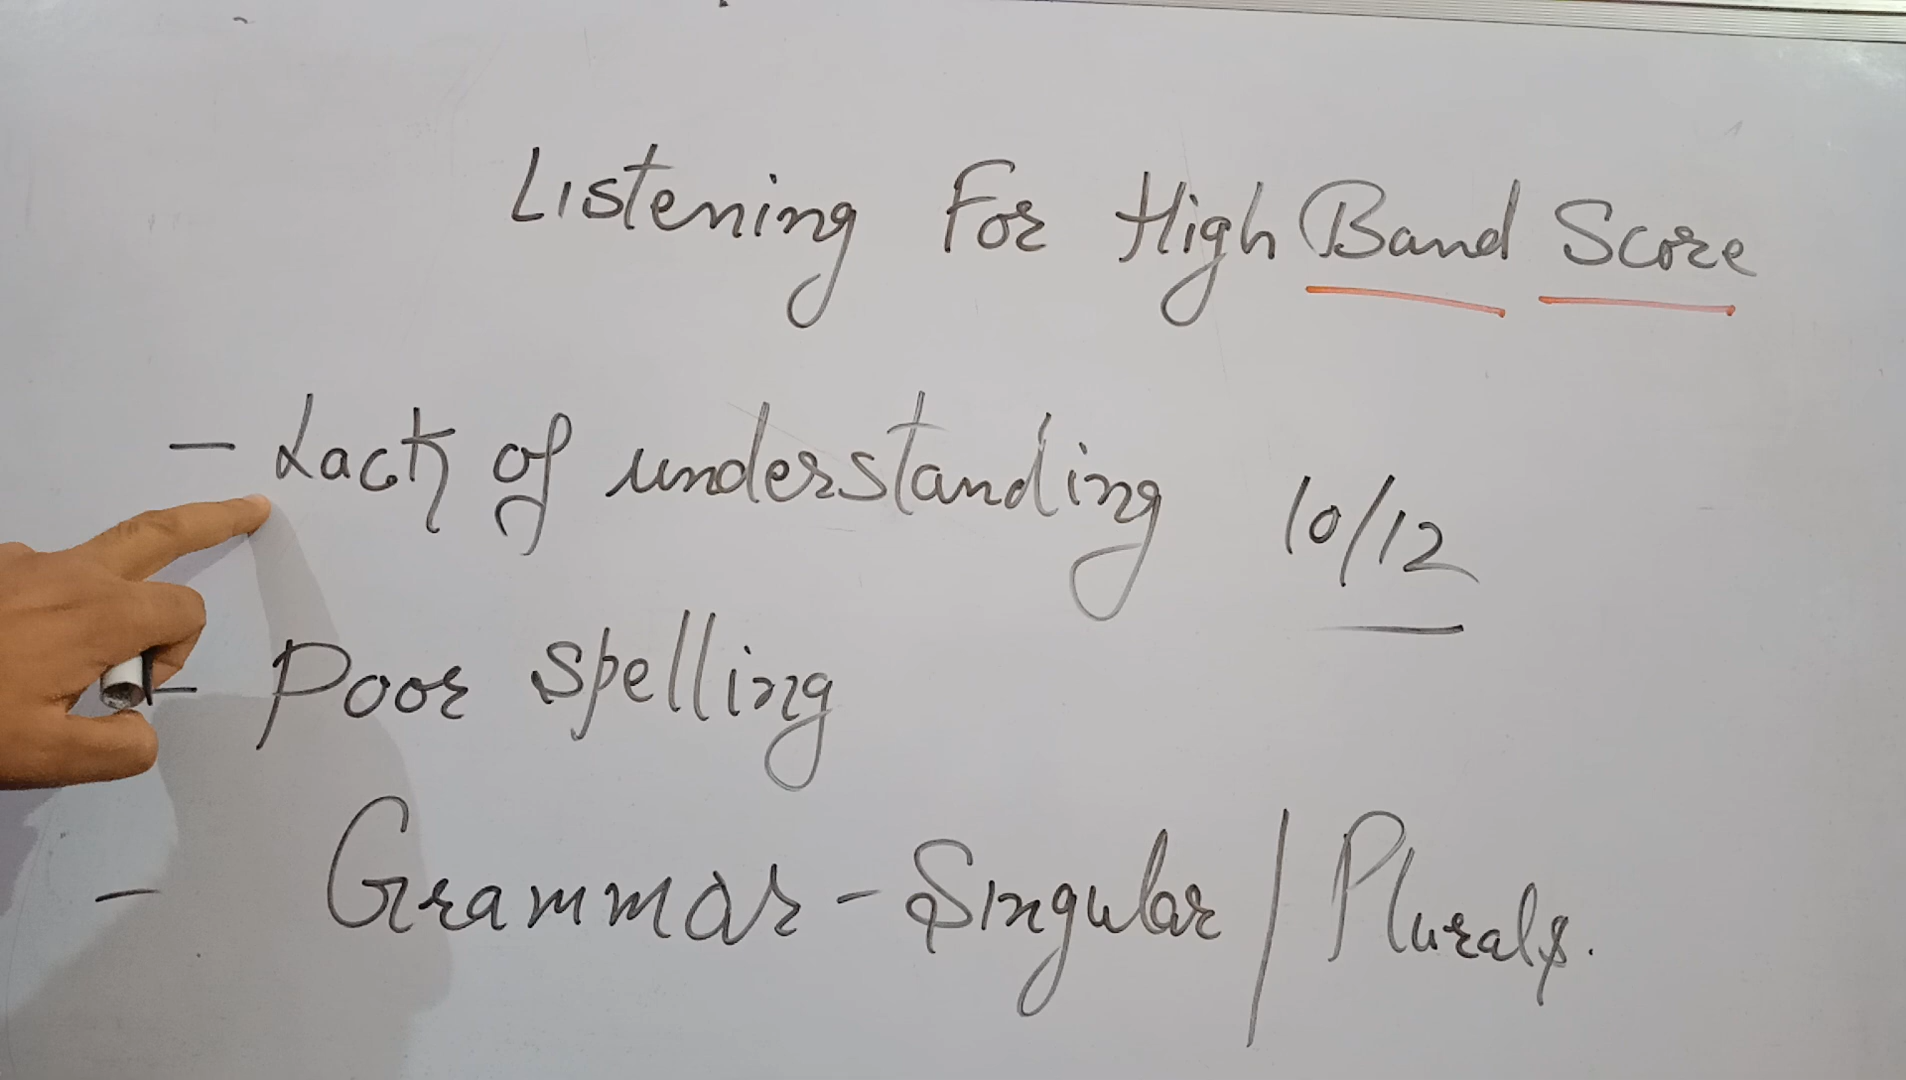 Listening For High Band Score
- Lack of understanding 10/12
- Poor spelling
- Grammar - Singular / Plurals.